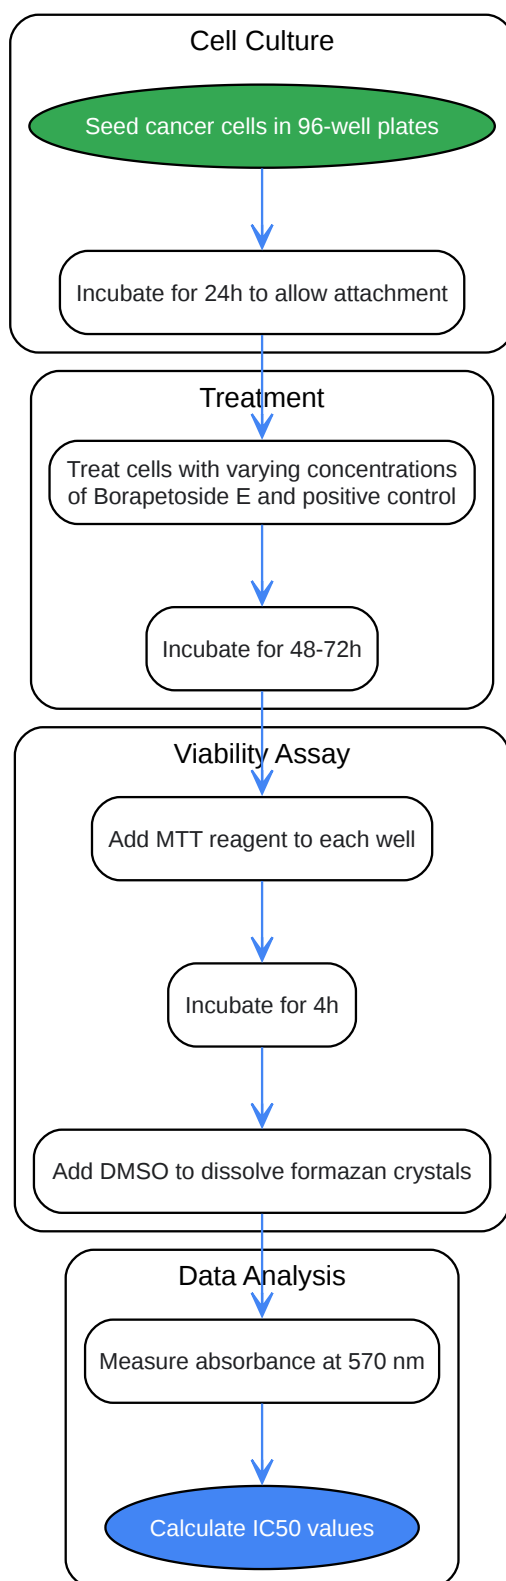 Cell Culture
Seed cancer cells in 96-well plates
Incubate for 24h to allow attachment
Treatment
Treat cells with varying concentrations
of Borapetoside E and positive control
Incubate for 48-72h
Viability Assay
Add MTT reagent to each well
Incubate for 4h
Add DMSO to dissolve formazan crystals
Data Analysis
Measure absorbance at 570 nm
Calculate IC50 values